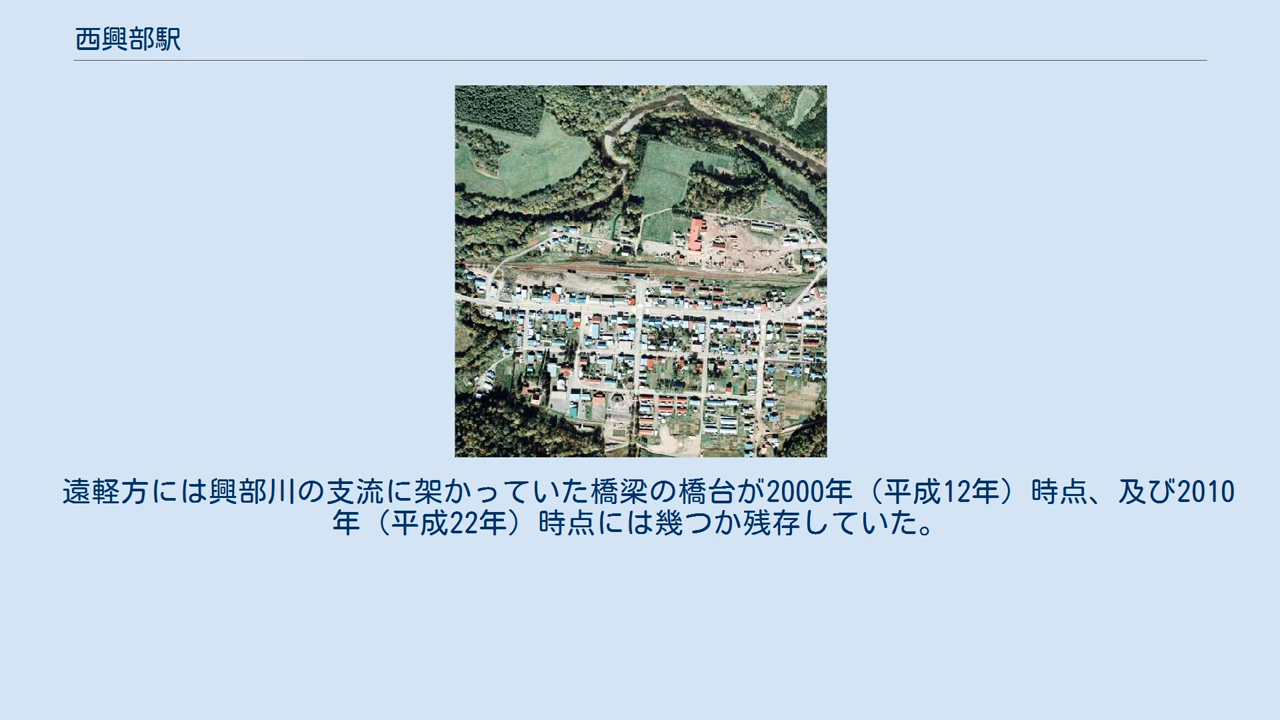 西興部駅
遠軽方には興部川の支流に架かっていた橋梁の橋台が2000年（平成12年）時点、及び2010
年（平成22年）時点には幾つか残存していた。